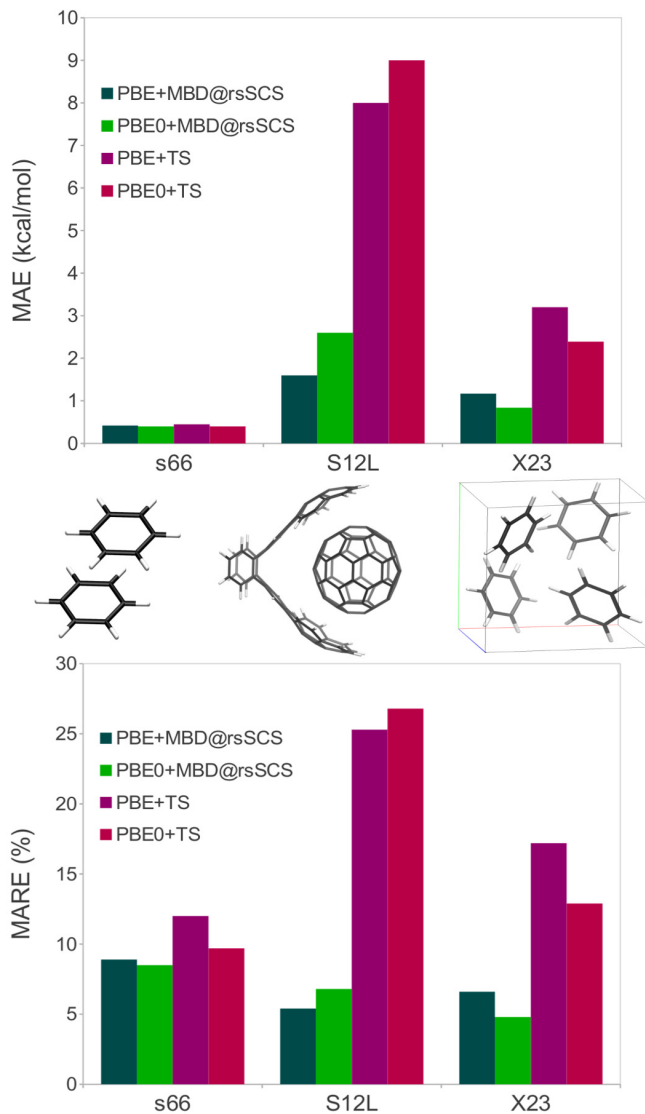 10
9
8
7
6
5
4
3
2
1
0
MAE (kcal/mol)
PBE+MBD@rsSCS
PBE0+MBD@rsSCS
PBE+TS
PBE0+TS
s66 S12L X23
30
25
20
15
10
5
0
MARE (%)
PBE+MBD@rsSCS
PBE0+MBD@rsSCS
PBE+TS
PBE0+TS
s66 S12L X23